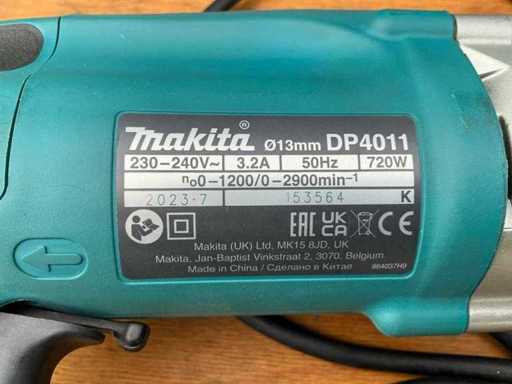 makita® Ø13mm DP4011
230-240V~ 3.2A 50Hz 720W
n₀0-1200/0-2900min⁻¹
2023-7 153564 K
EAC UK CA CE
Makita (UK) Ltd, MK15 8JD, UK
Makita, Jan-Baptist Vinkstraat 2, 3070, Belgium
Made in China / Сделано в Китае